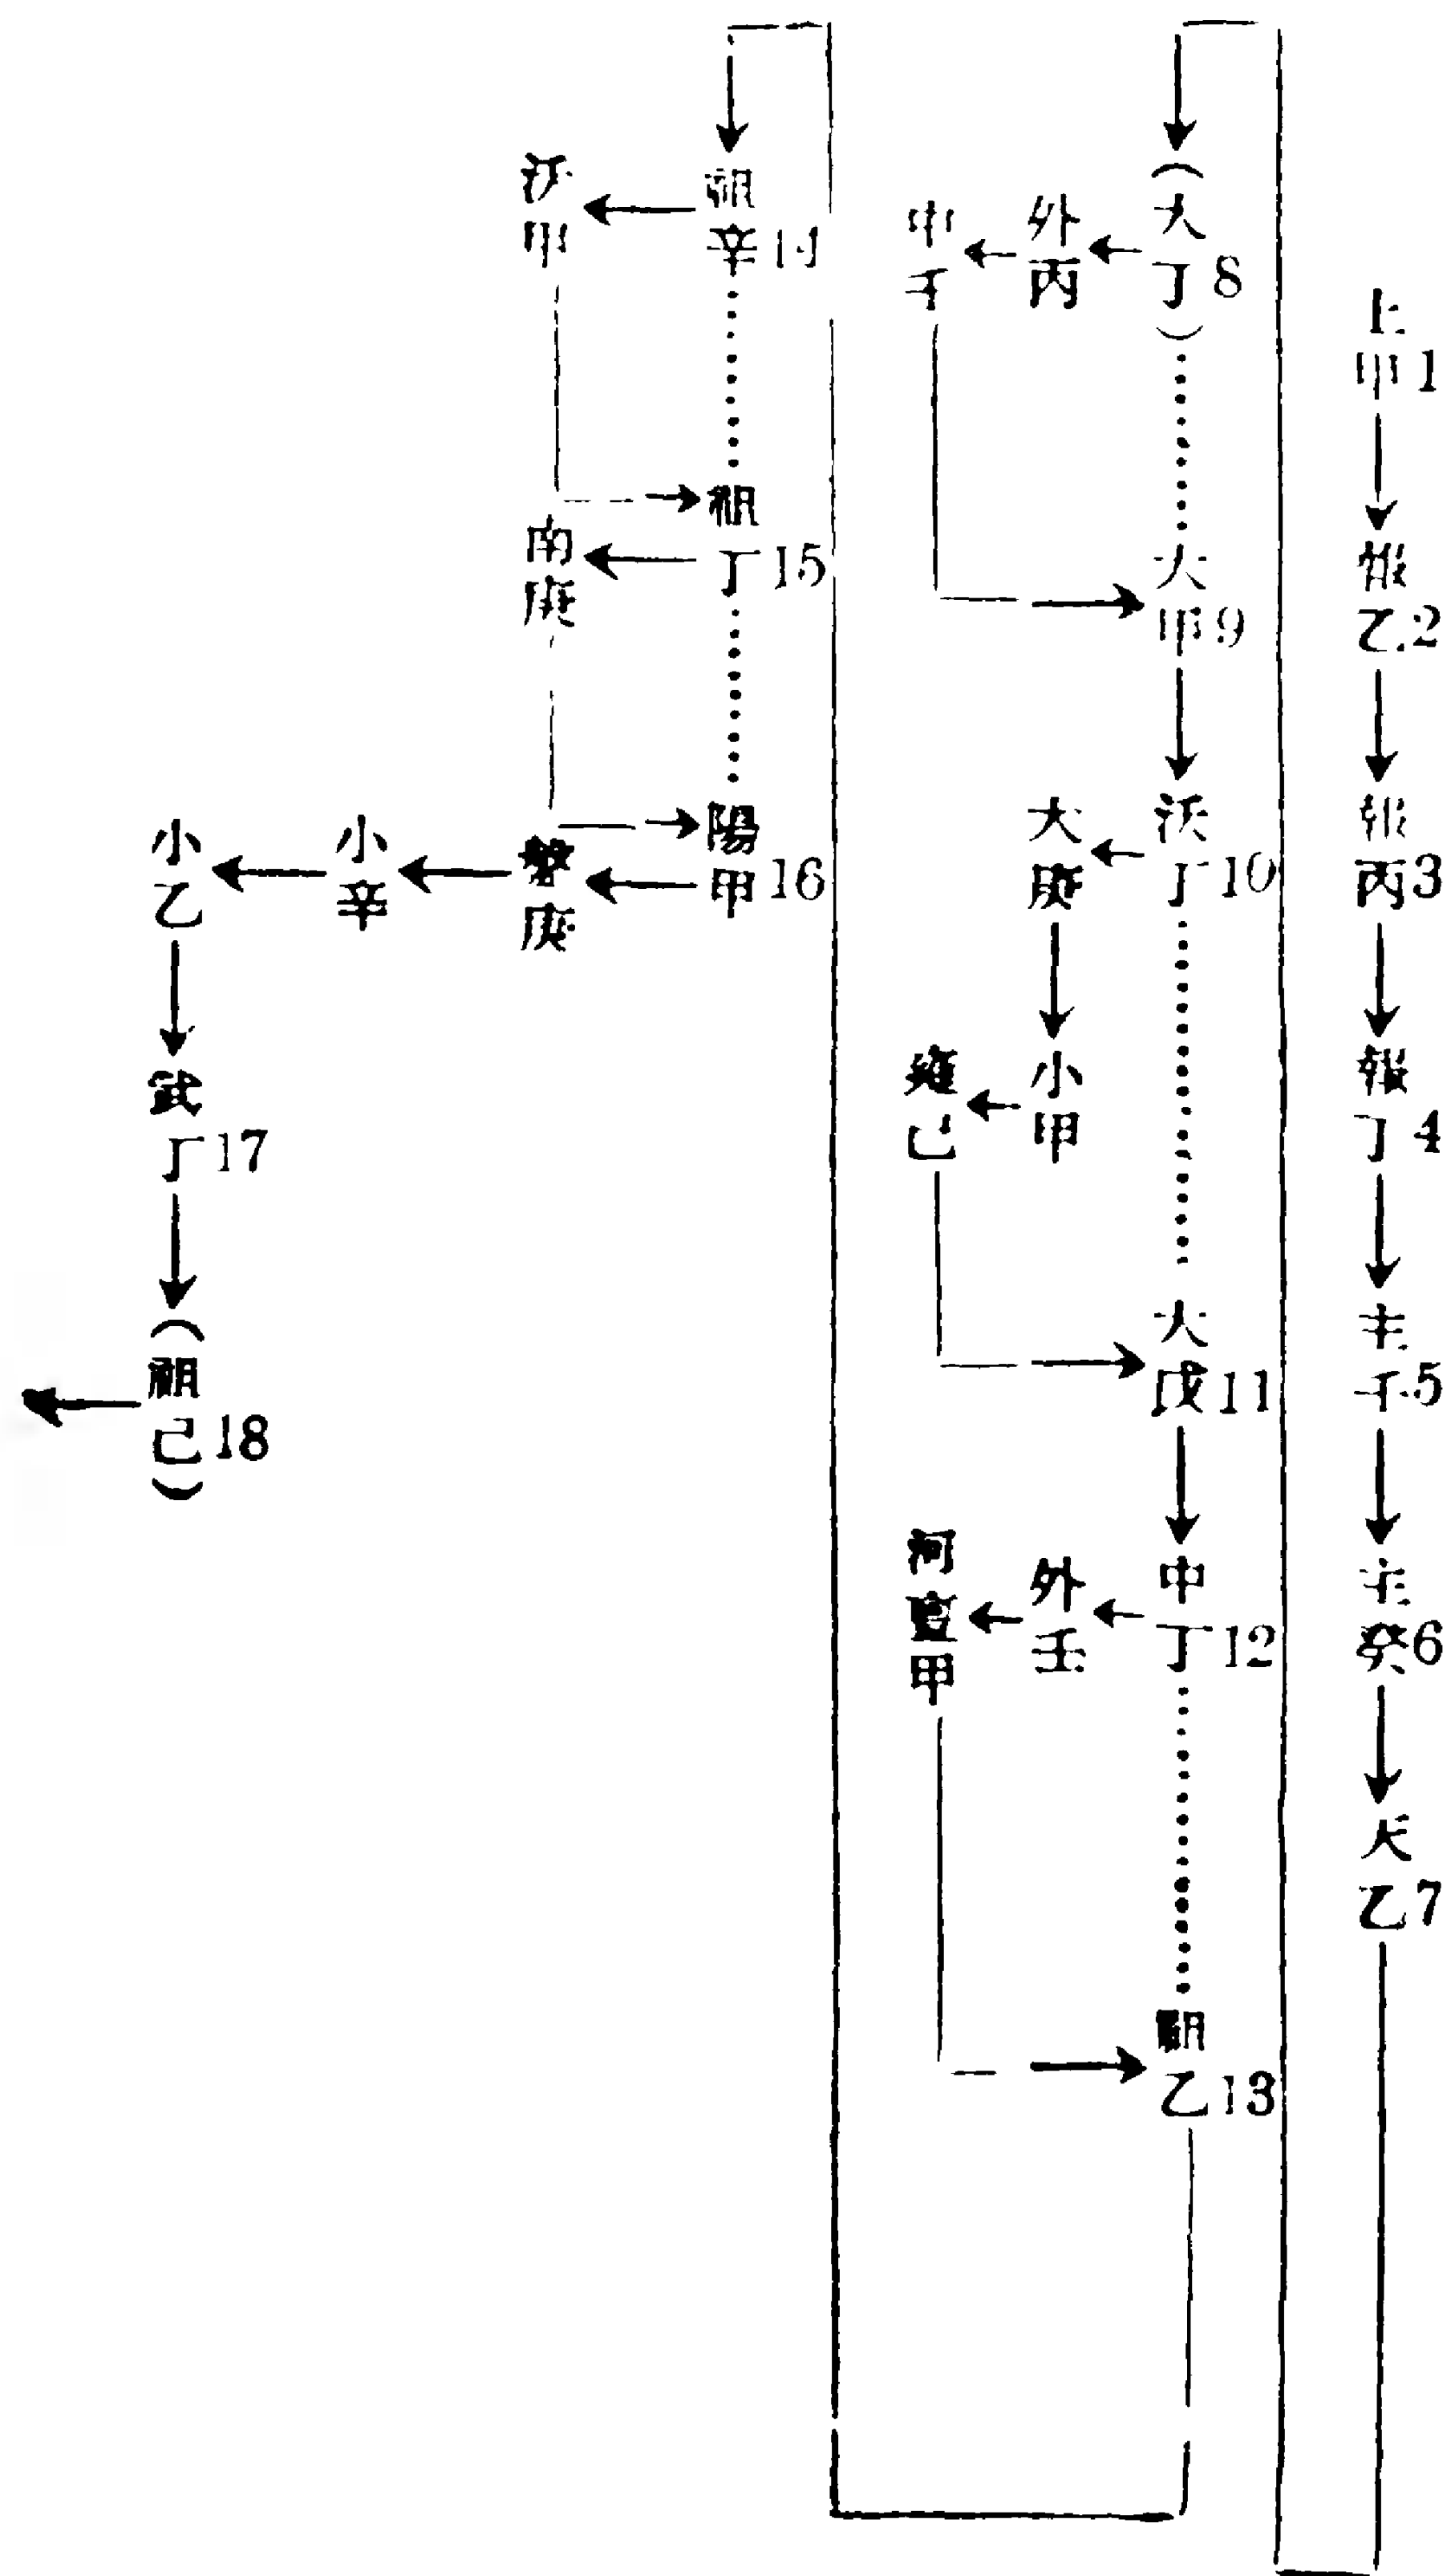 上甲1
報乙2
報丙3
報丁4
主壬5
主癸6
大乙7
(大丁)8
外丙
中壬
大甲9
沃丁10
大庚
小甲
雍己
大戊11
中丁12
外壬
河亶甲
祖乙13
祖辛14
沃甲
祖丁15
南庚
陽甲16
盤庚
小辛
小乙
武丁17
(祖己)18